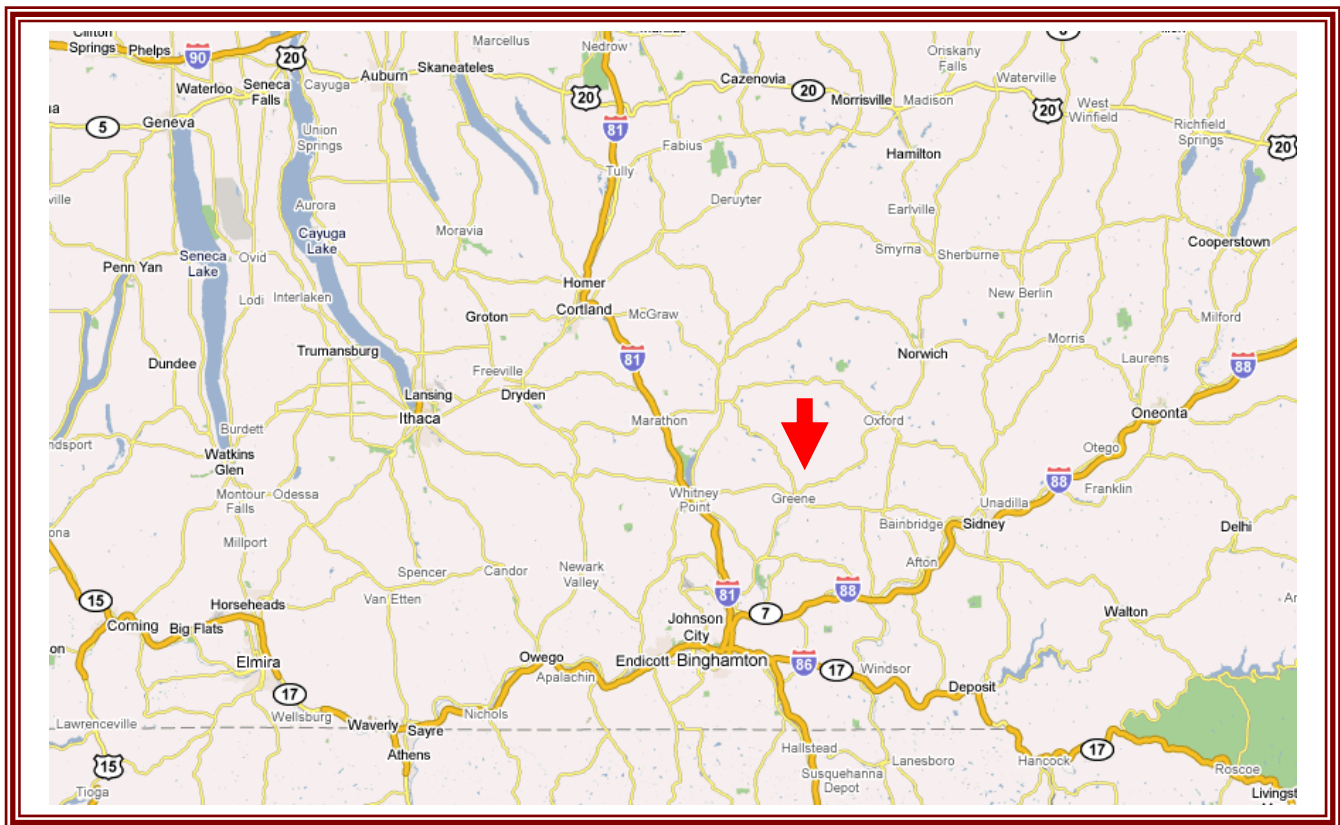 Clifton
Springs
Phelps
90
20
Marcellus
Nedrow
Oriskany
Falls
Waterloo
Seneca
Falls
Cayuga
Auburn
Skaneateles
20
Cazenovia
20
Morrisville
Madison
Waterville
20
West
Winfield
5
Geneva
Union
Springs
81
Fabius
Hamilton
Richfield
Springs
20
Tully
ville
Aurora
Deruyter
Earlville
Cayuga
Lake
Moravia
Smyrna
Sherburne
Cooperstown
Penn Yan
Seneca
Lake
Ovid
Lodi
Interlaken
Homer
Cortland
McGraw
New Berlin
Groton
Milford
Dundee
Trumansburg
81
Norwich
Morris
Laurens
88
Freeville
Lansing
Dryden
Ithaca
Marathon
Oxford
Oneonta
Burdett
ndsport
Watkins
Glen
Otego
Montour
Falls
Odessa
Whitney
Point
Greene
88
Franklin
Unadilla
Bainbridge
Sidney
Delhi
ona
Millport
Spencer
Candor
Newark
Valley
Afton
15
Horseheads
Van Etten
81
88
7
Corning
Big Flats
Johnson
City
Walton
on
Elmira
Owego
Apalachin
Endicott
Binghamton
86
17
Windsor
17
Deposit
Lawrenceville
Wellsburg
Waverly
Sayre
Nichols
Athens
15
Hallstead
Lanesboro
Hancock
17
Susquehanna
Depot
Roscoe
Tioga
Livingst